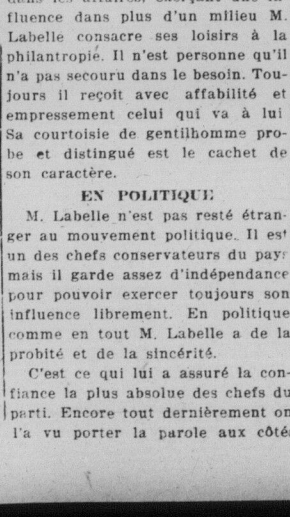 fluence dans plus d'un milieu M.
Labelle consacre ses loisirs à la
philantropie. Il n'est personne qu'il
n'a pas secouru dans le besoin. Tou-
jours il reçoit avec affabilité et
empressement celui qui va à lui
Sa courtoisie de gentilhomme pro-
be et distingué est le cachet de
son caractère.
EN POLITIQUE
M. Labelle n'est pas resté étran-
ger au mouvement politique. Il est
un des chefs conservateurs du pays
mais il garde assez d'indépendance
pour pouvoir exercer toujours son
influence librement. En politique
comme en tout M. Labelle a de la
probité et de la sincérité.
C'est ce qui lui a assuré la con-
fiance la plus absolue des chefs du
parti. Encore tout dernièrement on
l'a vu porter la parole aux côté